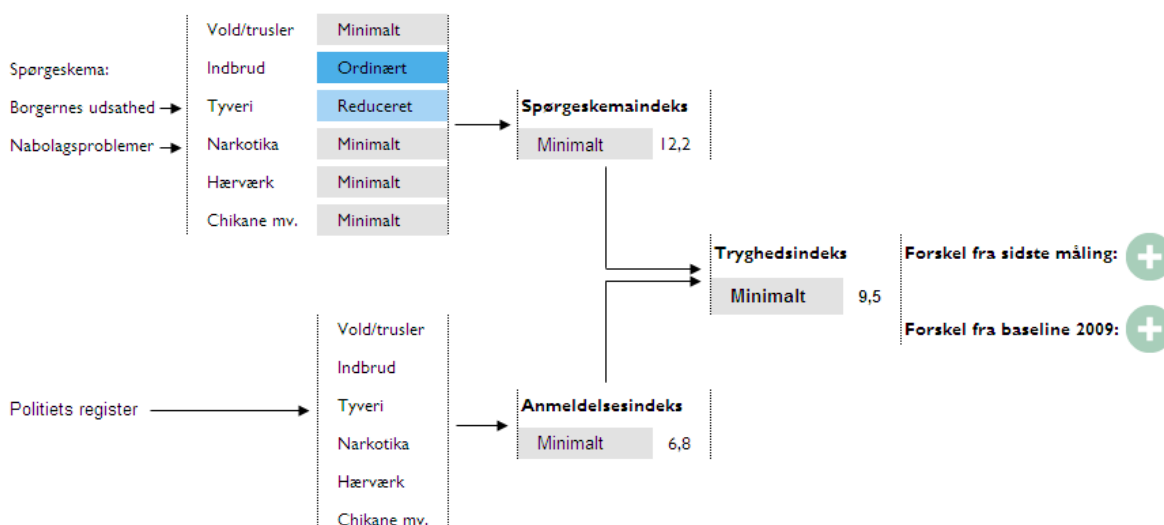 Vold/trusler Minimalt
Spørgeskema:
Indbrud Ordinært
Borgernes udsathed
Tyveri Reduceret
Nabolagsproblemer
Narkotika Minimalt
Hærværk Minimalt
Chikane mv. Minimalt
Spørgeskemaindeks
Minimalt 12,2
Tryghedsindeks
Minimalt 9,5
Forskel fra sidste måling:
Forskel fra baseline 2009:
Politiets register
Vold/trusler
Indbrud
Tyveri
Narkotika
Hærværk
Chikane mv.
Anmeldelsesindeks
Minimalt 6,8